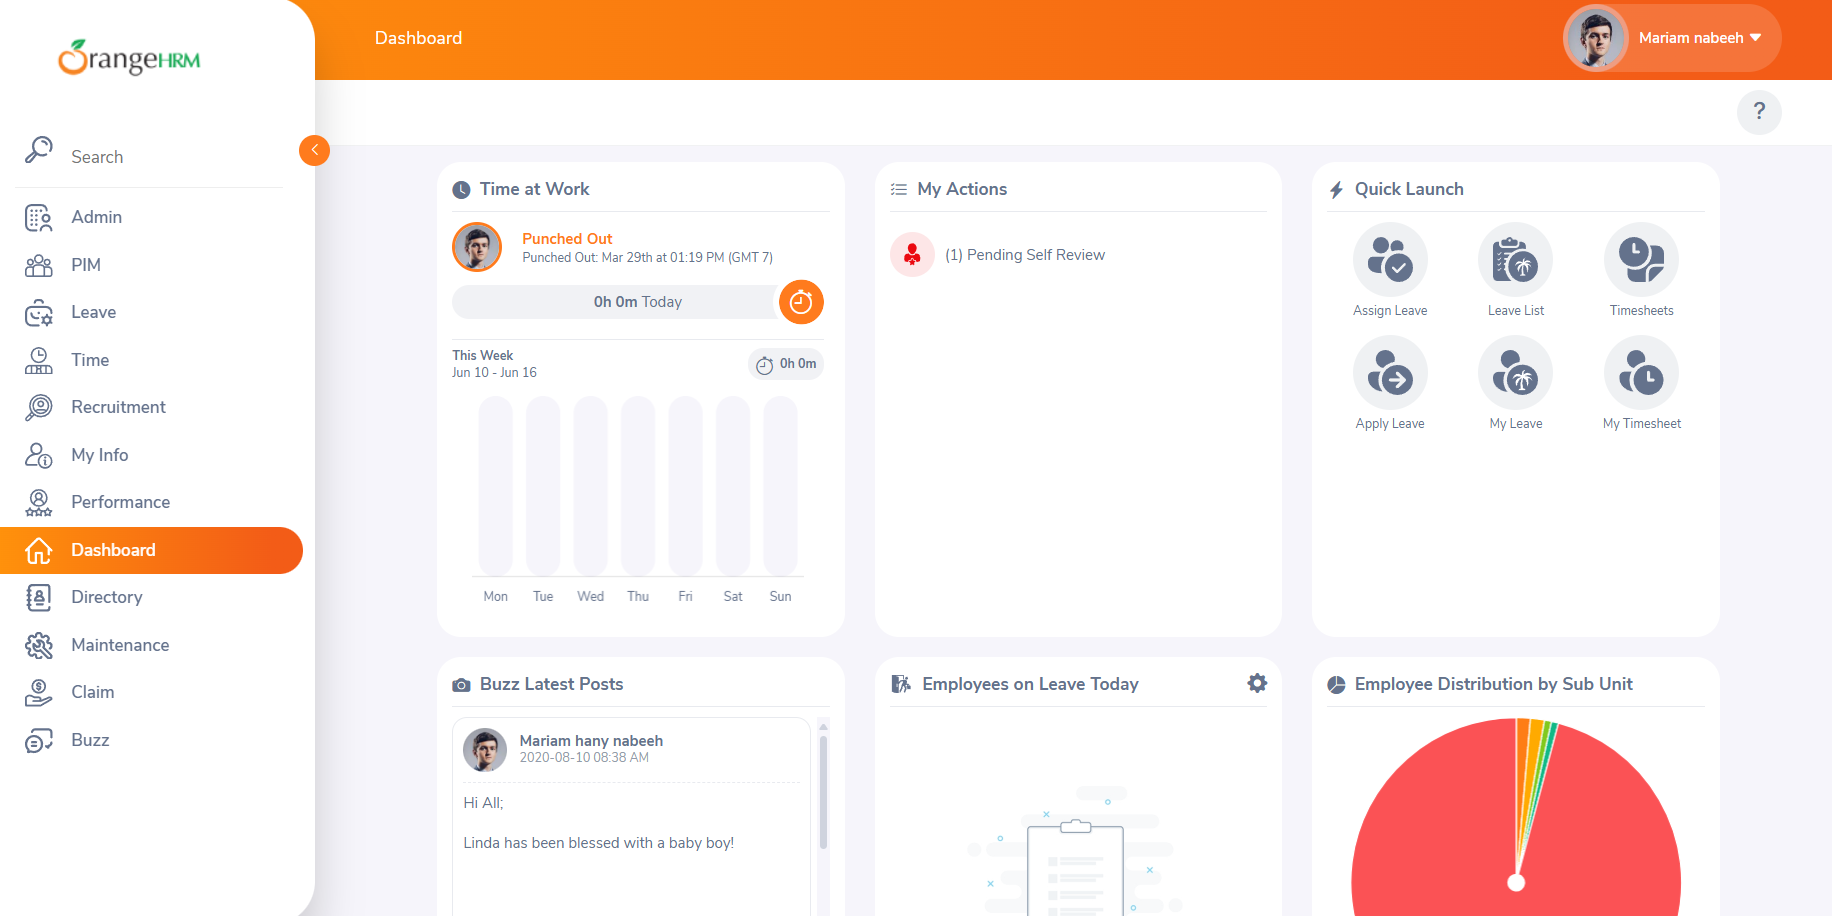 OrangeHRM
Dashboard
Mariam nabeeh
?
Search
Admin
PIM
Leave
Time
Recruitment
My Info
Performance
Dashboard
Directory
Maintenance
Claim
Buzz
Time at Work
Punched Out
Punched Out: Mar 29th at 01:19 PM (GMT 7)
0h 0m Today
This Week
Jun 10 - Jun 16
0h 0m
Mon Tue Wed Thu Fri Sat Sun
My Actions
(1) Pending Self Review
Quick Launch
Assign Leave Leave List Timesheets
Apply Leave My Leave My Timesheet
Buzz Latest Posts
Mariam hany nabeeh
2020-08-10 08:38 AM
Hi All;
Linda has been blessed with a baby boy!
Employees on Leave Today
Employee Distribution by Sub Unit